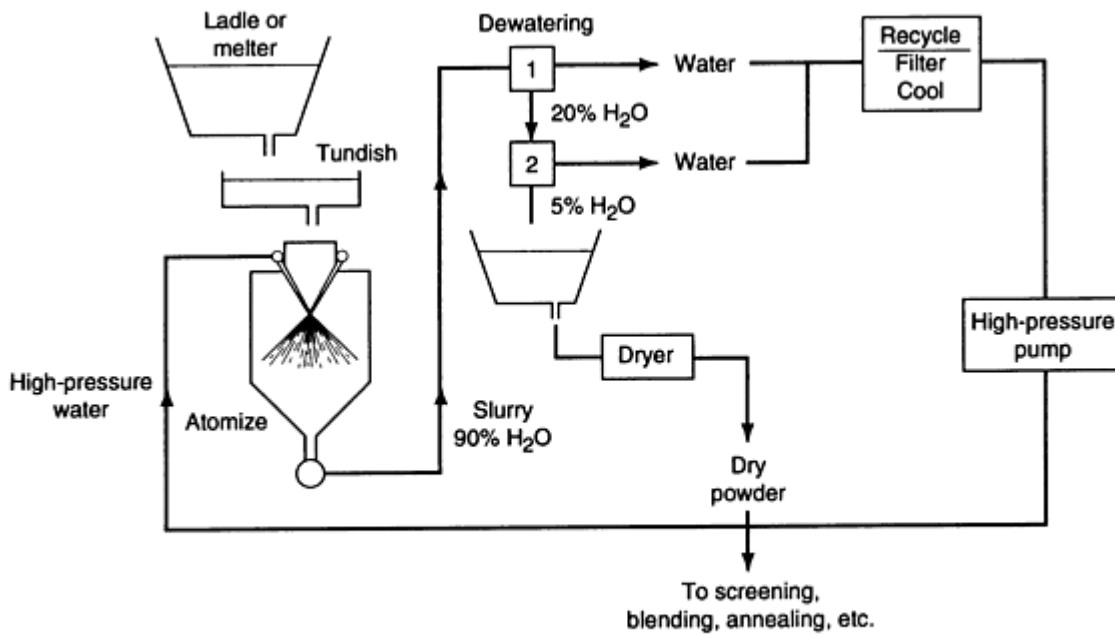 Ladle or
melter
Tundish
High-pressure
water
Atomize
Slurry
90% H₂O
Dewatering
1
Water
20% H₂O
2
Water
5% H₂O
Recycle
Filter
Cool
High-pressure
pump
Dryer
Dry
powder
To screening,
blending, annealing, etc.